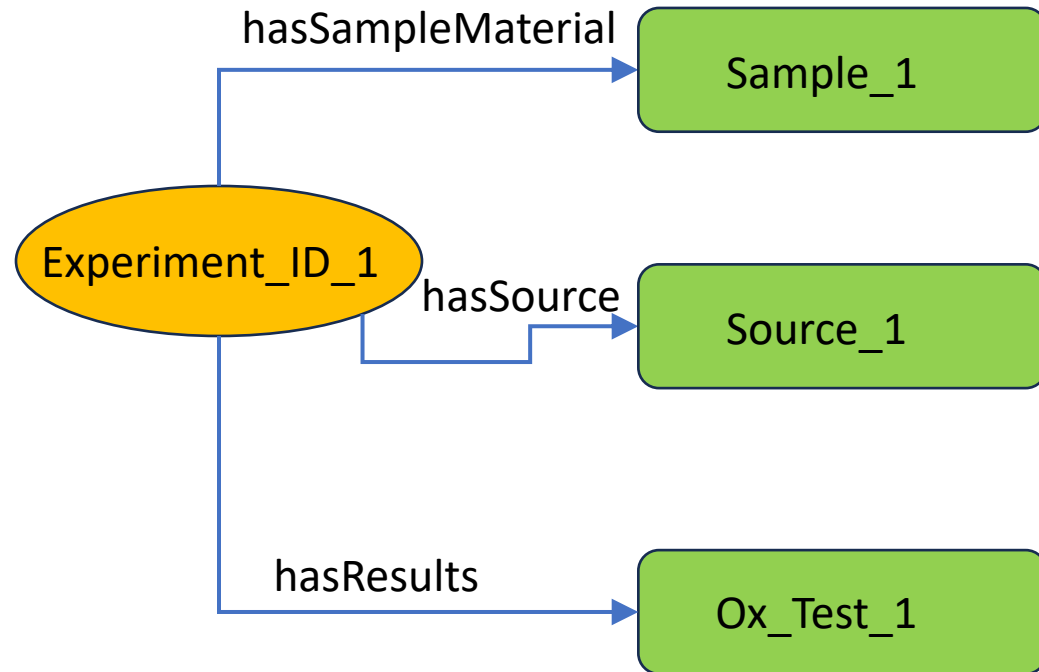 hasSampleMaterial
Sample_1
Experiment_ID_1
hasSource
Source_1
hasResults
Ox_Test_1